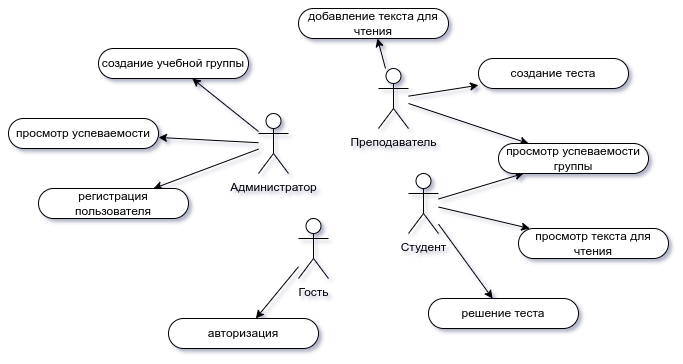 добавление текста для
чтения
создание учебной группы
создание теста
Преподаватель
просмотр успеваемости
просмотр успеваемости
группы
Администратор
регистрация
пользователя
Студент
просмотр текста для
чтения
Гость
решение теста
авторизация